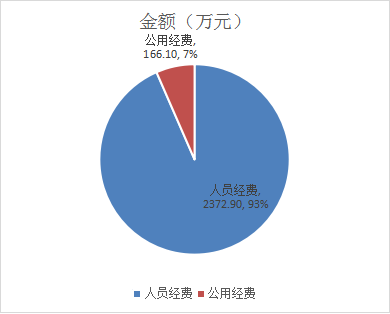 金额（万元）
公用经费,
166.10, 7%
人员经费,
2372.90, 93%
人员经费 公用经费